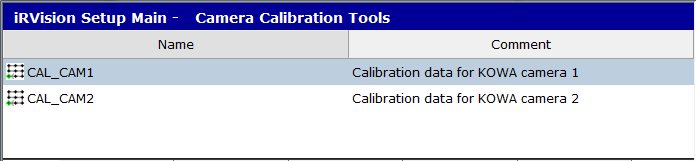 iRVision Setup Main -   Camera Calibration Tools
Name Comment
CAL_CAM1 Calibration data for KOWA camera 1
CAL_CAM2 Calibration data for KOWA camera 2